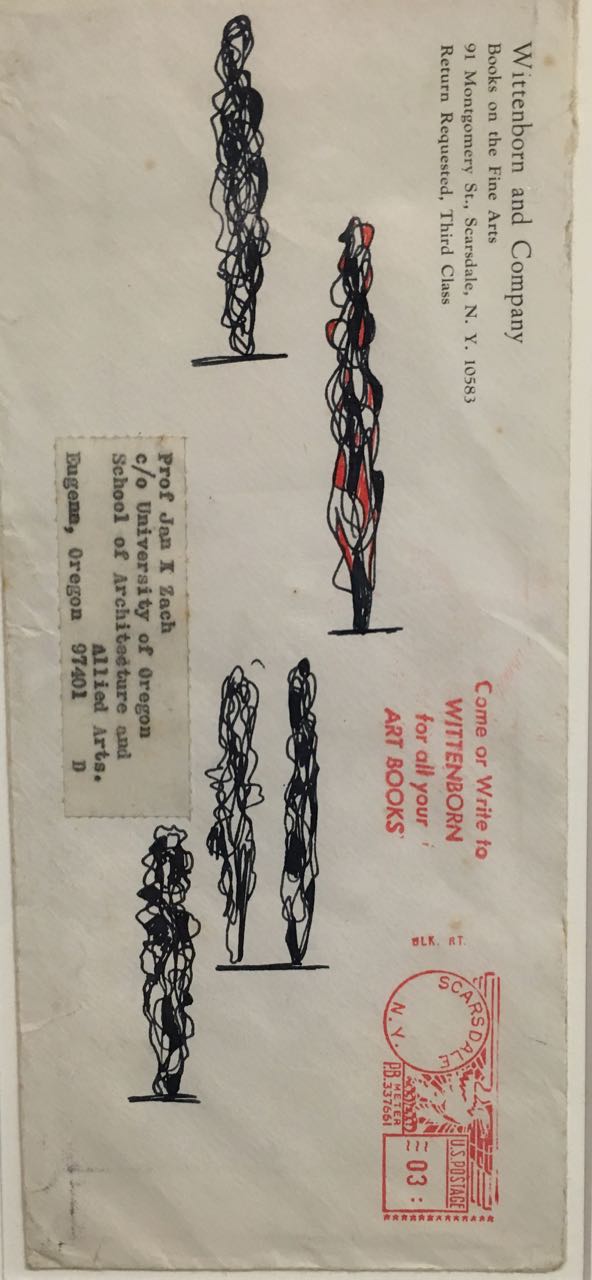 Wittenborn and Company
Books on the Fine Arts
91 Montgomery St., Scarsdale, N. Y. 10583
Return Requested, Third Class
Come or Write to
WITTENBORN
for all your
ART BOOKS
BLK. RT.
SCARSDALE
N.Y.
U.S.POSTAGE
03
P.B. METER
337661
Prof Jan K Zach
c/o University of Oregon
School of Architecture and
Allied Arts.
Eugene, Oregon 97401 D